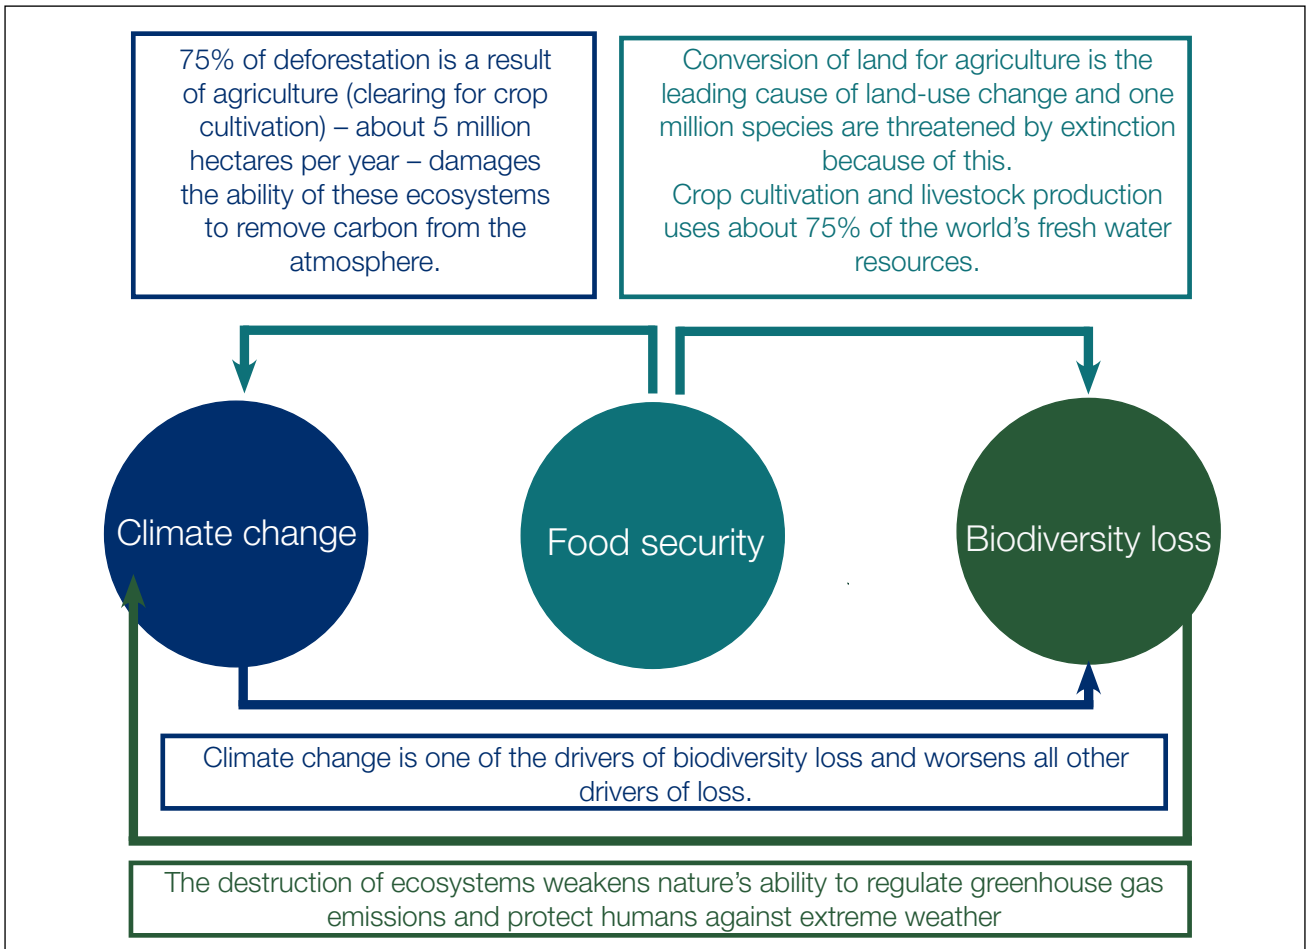 75% of deforestation is a result
of agriculture (clearing for crop
cultivation) – about 5 million
hectares per year – damages
the ability of these ecosystems
to remove carbon from the
atmosphere.
Conversion of land for agriculture is the
leading cause of land-use change and one
million species are threatened by extinction
because of this.
Crop cultivation and livestock production
uses about 75% of the world’s fresh water
resources.
Climate change
Food security
Biodiversity loss
Climate change is one of the drivers of biodiversity loss and worsens all other
drivers of loss.
The destruction of ecosystems weakens nature’s ability to regulate greenhouse gas
emissions and protect humans against extreme weather